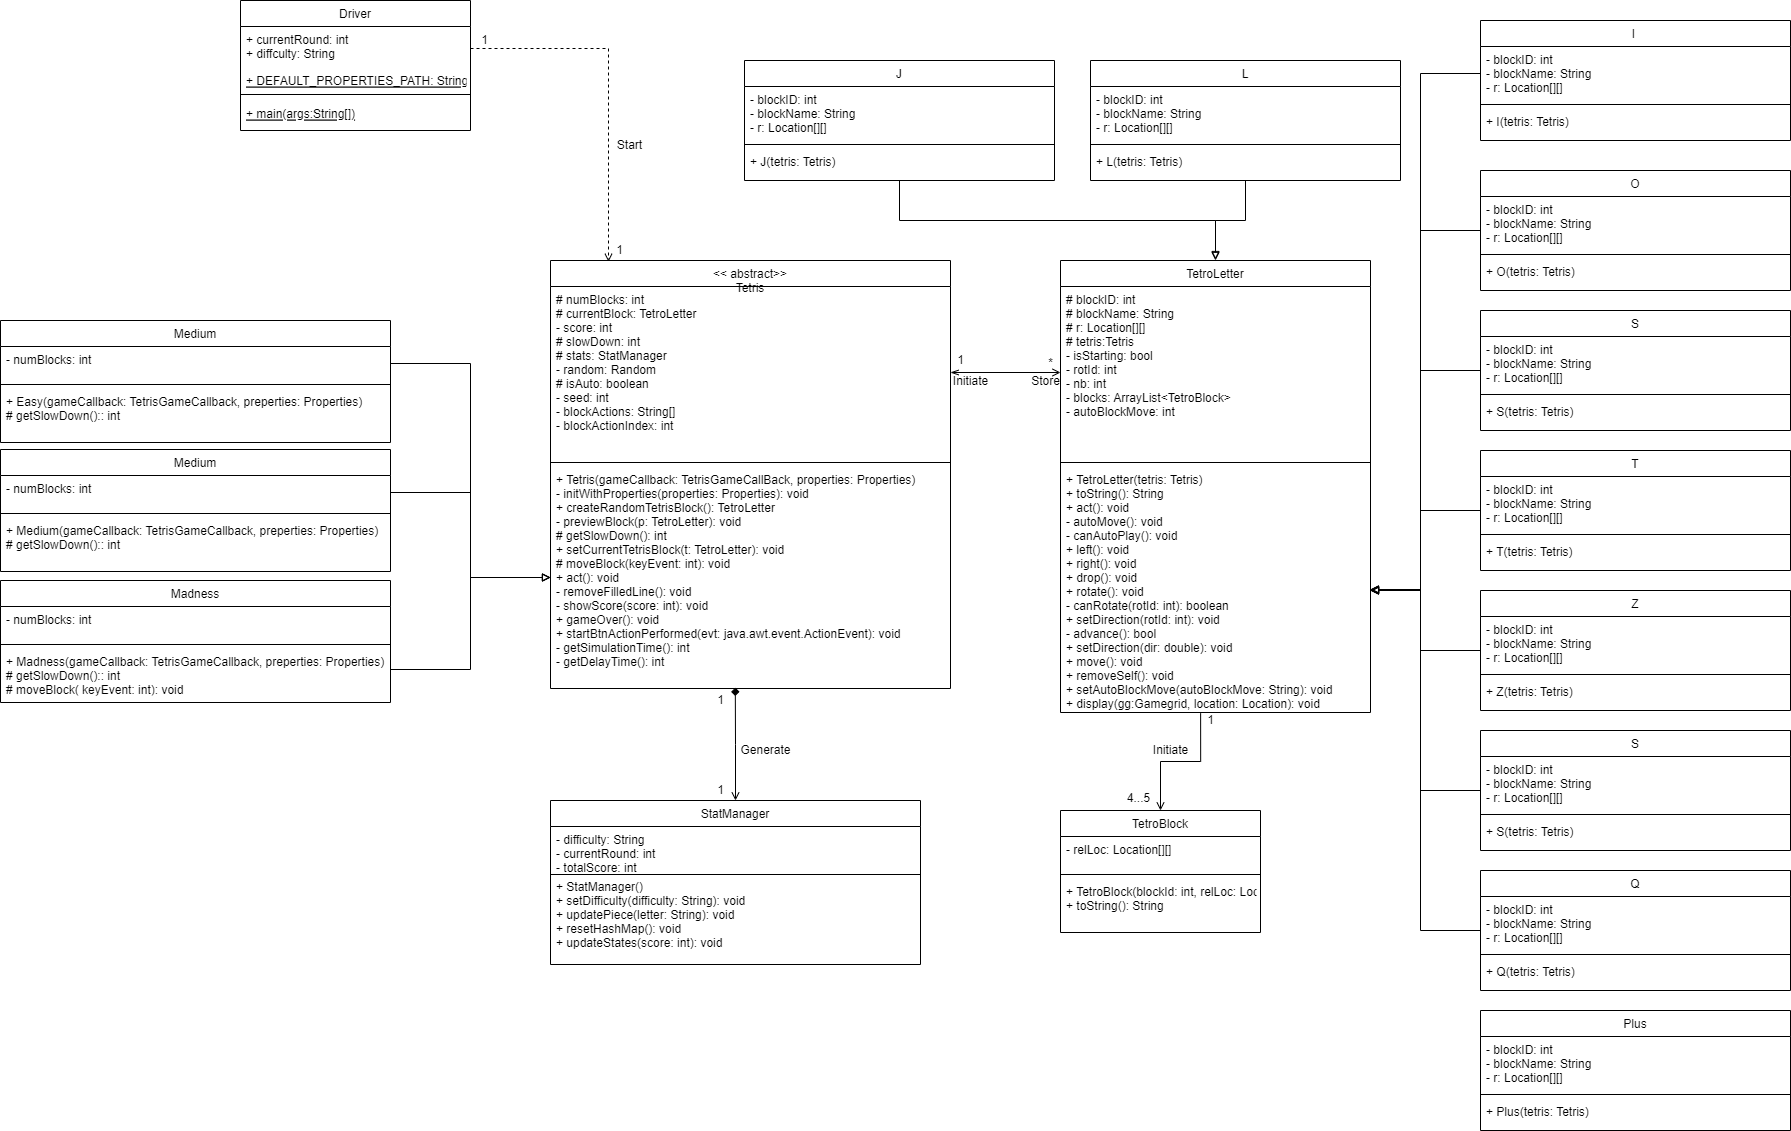 Driver
+ currentRound: int
+ diffculty: String
+ DEFAULT_PROPERTIES_PATH: String
+ main(args:String[])
1
Start
1
J
- blockID: int
- blockName: String
- r: Location[][]
+ J(tetris: Tetris)
L
- blockID: int
- blockName: String
- r: Location[][]
+ L(tetris: Tetris)
I
- blockID: int
- blockName: String
- r: Location[][]
+ I(tetris: Tetris)
O
- blockID: int
- blockName: String
- r: Location[][]
+ O(tetris: Tetris)
S
- blockID: int
- blockName: String
- r: Location[][]
+ S(tetris: Tetris)
T
- blockID: int
- blockName: String
- r: Location[][]
+ T(tetris: Tetris)
Z
- blockID: int
- blockName: String
- r: Location[][]
+ Z(tetris: Tetris)
S
- blockID: int
- blockName: String
- r: Location[][]
+ S(tetris: Tetris)
Q
- blockID: int
- blockName: String
- r: Location[][]
+ Q(tetris: Tetris)
Plus
- blockID: int
- blockName: String
- r: Location[][]
+ Plus(tetris: Tetris)
Medium
- numBlocks: int
+ Easy(gameCallback: TetrisGameCallback, preperties: Properties)
# getSlowDown():: int
Medium
- numBlocks: int
+ Medium(gameCallback: TetrisGameCallback, preperties: Properties)
# getSlowDown():: int
Madness
- numBlocks: int
+ Madness(gameCallback: TetrisGameCallback, preperties: Properties)
# getSlowDown():: int
# moveBlock( keyEvent: int): void
<< abstract>>
Tetris
# numBlocks: int
# currentBlock: TetroLetter
- score: int
# slowDown: int
# stats: StatManager
- random: Random
# isAuto: boolean
- seed: int
- blockActions: String[]
- blockActionIndex: int
+ Tetris(gameCallback: TetrisGameCallBack, properties: Properties)
- initWithProperties(properties: Properties): void
+ createRandomTetrisBlock(): TetroLetter
- previewBlock(p: TetroLetter): void
# getSlowDown(): int
+ setCurrentTetrisBlock(t: TetroLetter): void
# moveBlock(keyEvent: int): void
+ act(): void
- removeFilledLine(): void
- showScore(score: int): void
+ gameOver(): void
+ startBtnActionPerformed(evt: java.awt.event.ActionEvent): void
- getSimulationTime(): int
- getDelayTime(): int
1
Initiate
*
Store
TetroLetter
# blockID: int
# blockName: String
# r: Location[][]
# tetris:Tetris
- isStarting: bool
- rotId: int
- nb: int
- blocks: ArrayList<TetroBlock>
- autoBlockMove: int
+ TetroLetter(tetris: Tetris)
+ toString(): String
+ act(): void
- autoMove(): void
- canAutoPlay(): void
+ left(): void
+ right(): void
+ drop(): void
+ rotate(): void
- canRotate(rotId: int): boolean
+ setDirection(rotId: int): void
- advance(): bool
+ setDirection(dir: double): void
+ move(): void
+ removeSelf(): void
+ setAutoBlockMove(autoBlockMove: String): void
+ display(gg:Gamegrid, location: Location): void
1
Generate
1
StatManager
- difficulty: String
- currentRound: int
- totalScore: int
+ StatManager()
+ setDifficulty(difficulty: String): void
+ updatePiece(letter: String): void
+ resetHashMap(): void
+ updateStates(score: int): void
1
Initiate
4...5
TetroBlock
- relLoc: Location[][]
+ TetroBlock(blockId: int, relLoc: Loc
+ toString(): String